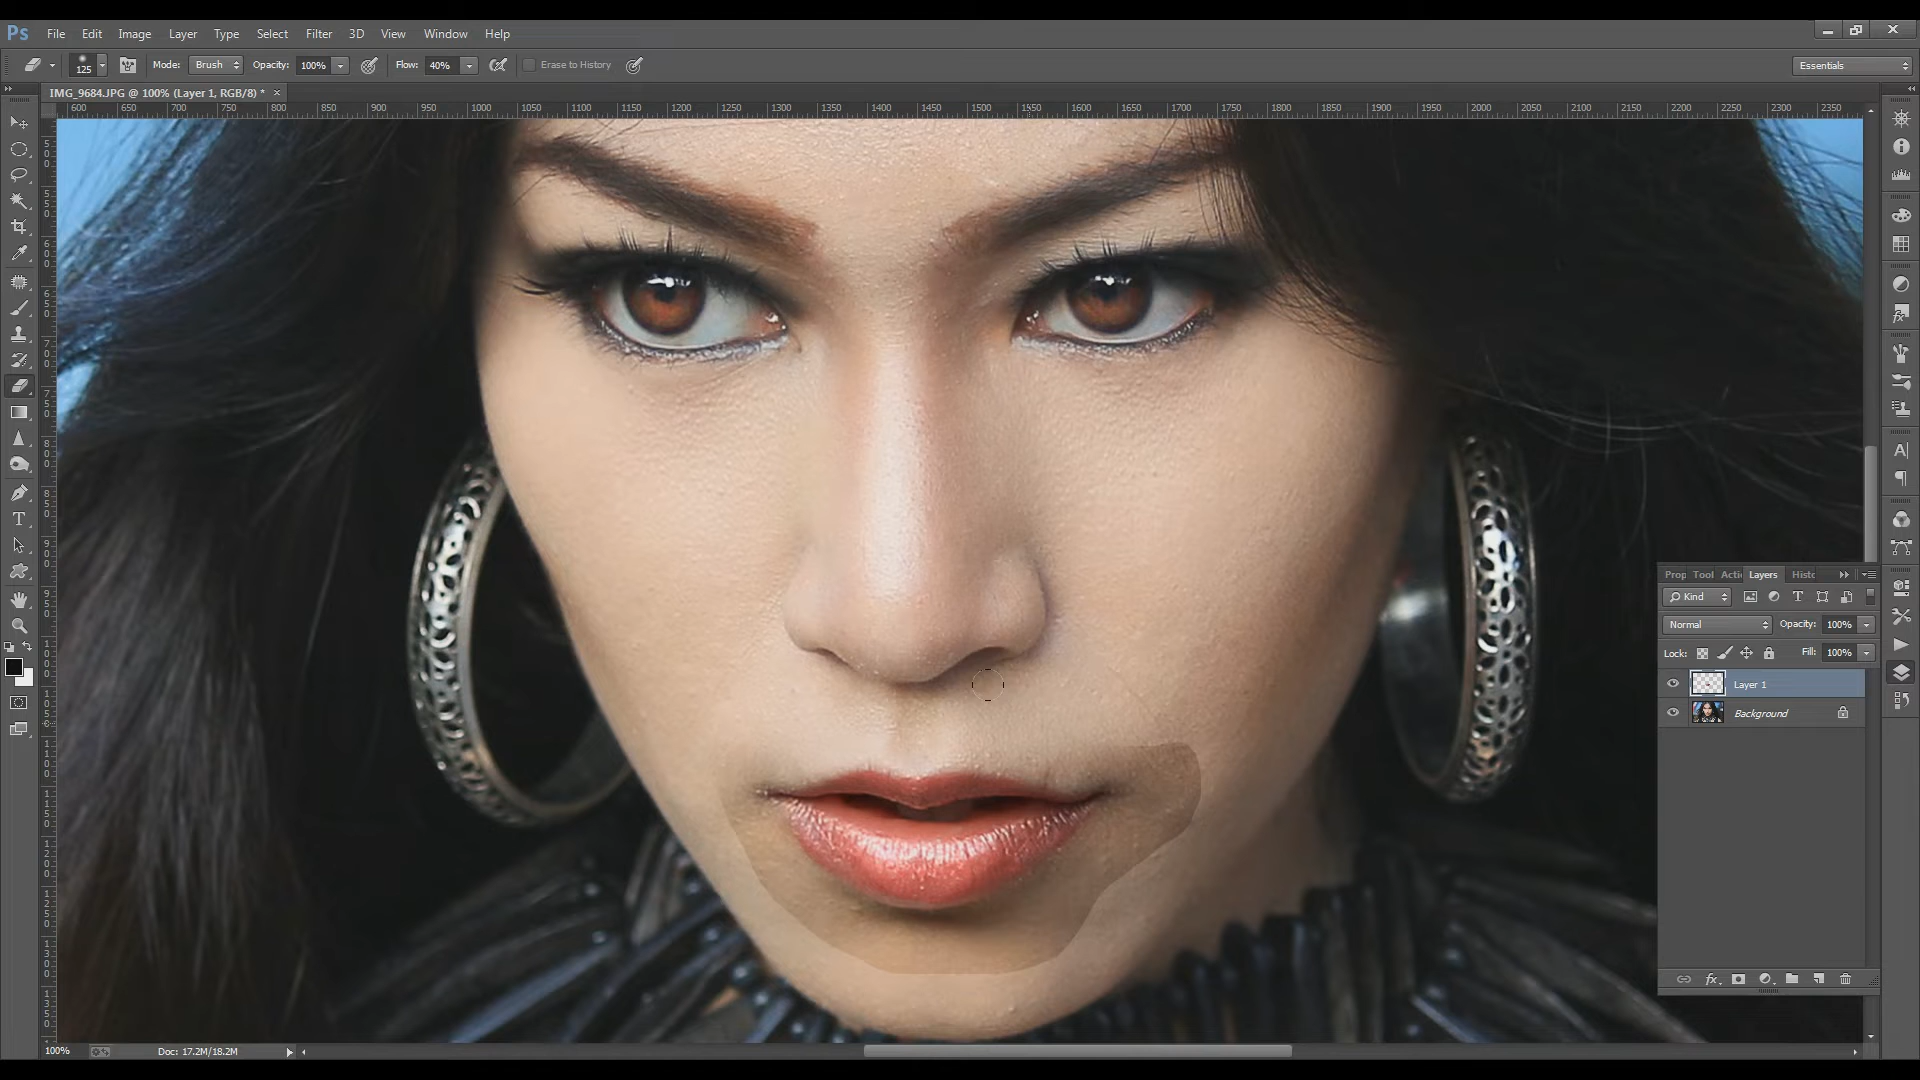 Ps File Edit Image Layer Type Select Filter 3D View Window Help
125 Mode: Brush Opacity: 100% Flow: 40% Erase to History Essentials
IMG_9684.JPG @ 100% (Layer 1, RGB/8) * ×
600 700 750 800 850 900 950 1000 1050 1100 1150 1200 1250 1300 1350 1400 1450 1500 1550 1600 1650 1700 1750 1800 1850 1900 1950 2000 2050 2100 2150 2200 2250 2300 2350
Prop Tool Acti Layers Histo
Kind
Normal Opacity: 100%
Lock: Fill: 100%
Layer 1
Background
fx
100% Doc: 17.2M/18.2M